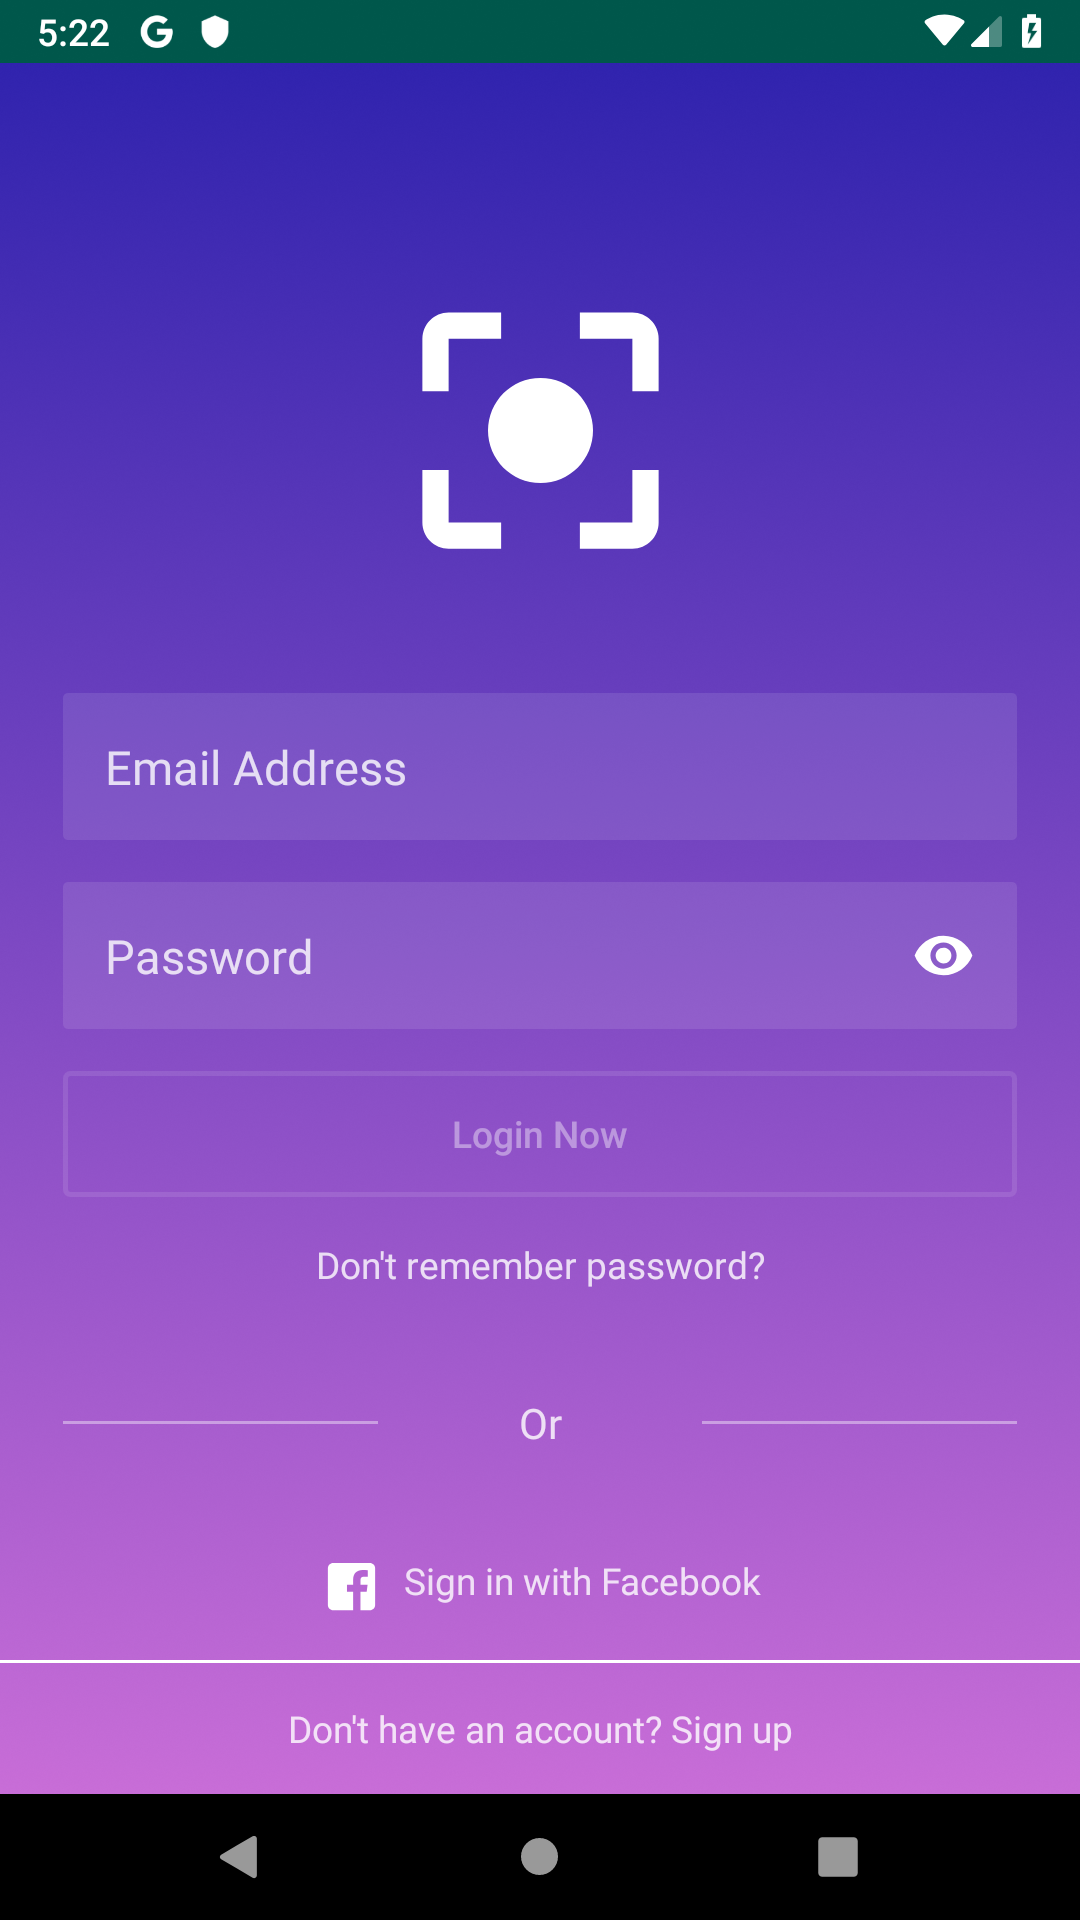 5:22
Email Address
Password
Login Now
Don't remember password?
Or
Sign in with Facebook
Don't have an account? Sign up